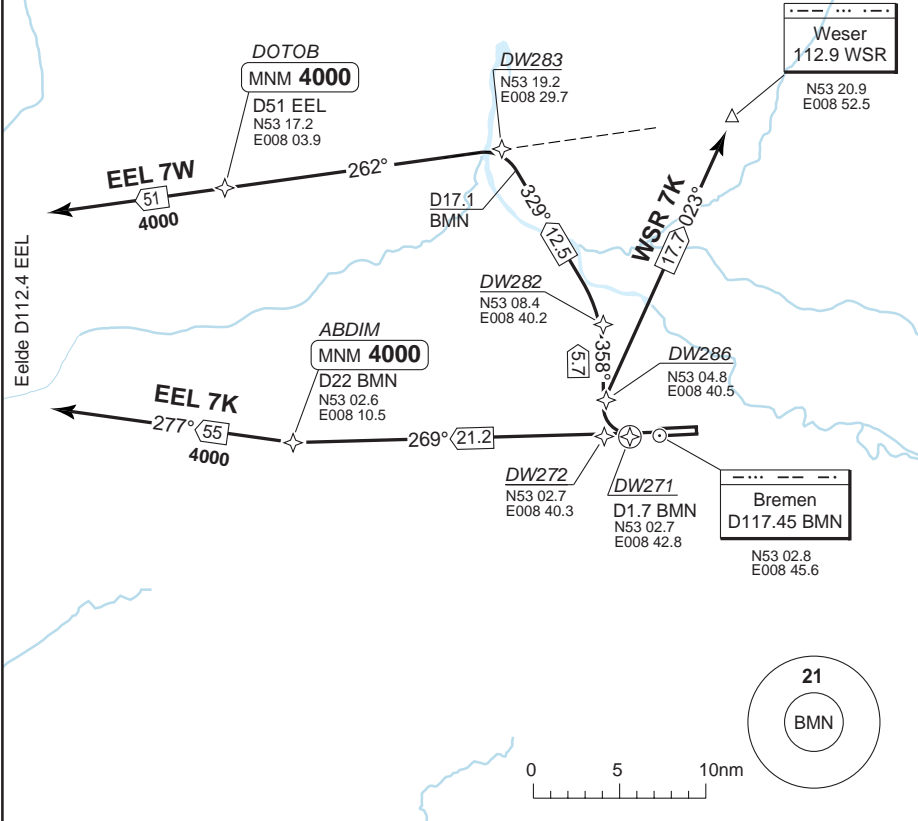 Weser
112.9 WSR
N53 20.9
E008 52.5
DOTOB
MNM 4000
D51 EEL
N53 17.2
E008 03.9
DW283
N53 19.2
E008 29.7
EEL 7W
51
4000
262°
D17.1
BMN
329°
12.5
WSR 7K
17.7
023°
Eelde D112.4 EEL
DW282
N53 08.4
E008 40.2
358°
5.7
ABDIM
MNM 4000
D22 BMN
N53 02.6
E008 10.5
DW286
N53 04.8
E008 40.5
EEL 7K
277°
55
4000
269°
21.2
DW272
N53 02.7
E008 40.3
DW271
D1.7 BMN
N53 02.7
E008 42.8
Bremen
D117.45 BMN
N53 02.8
E008 45.6
21
BMN
0 5 10nm